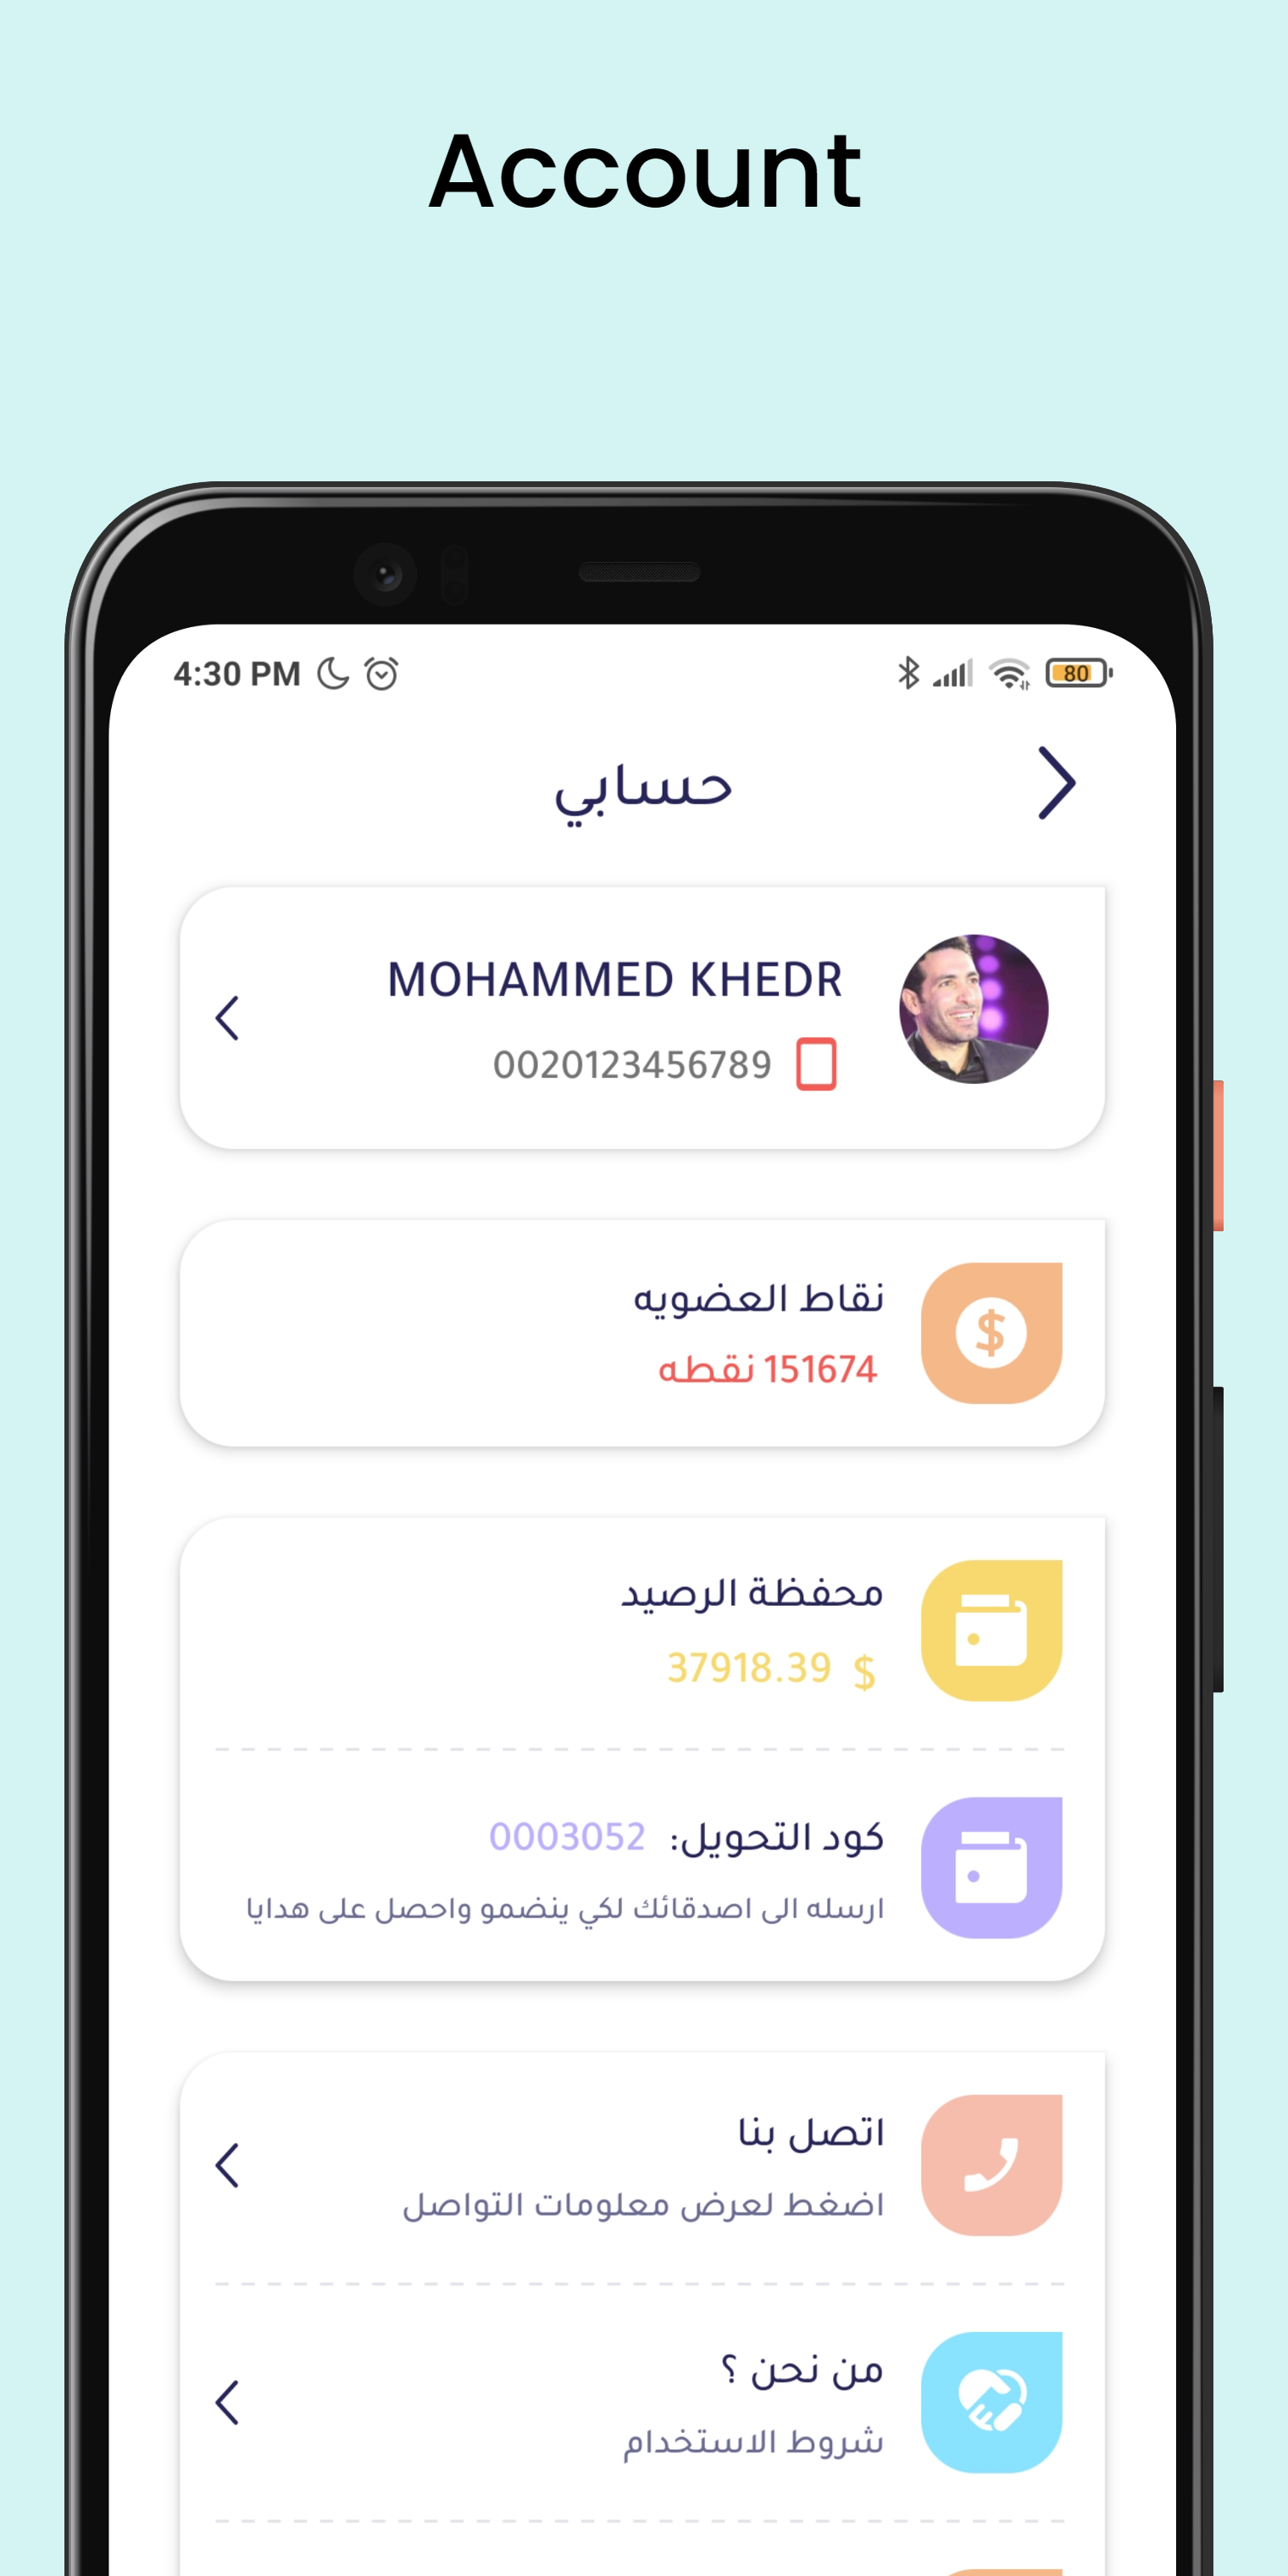 Account
4:30 PM
80
حسابي
MOHAMMED KHEDR
0020123456789
نقاط العضويه
151674 نقطه
محفظة الرصيد
$ 37918.39
كود التحويل: 0003052
ارسله الى اصدقائك لكي ينضمو واحصل على هدايا
اتصل بنا
اضغط لعرض معلومات التواصل
من نحن ؟
شروط الاستخدام